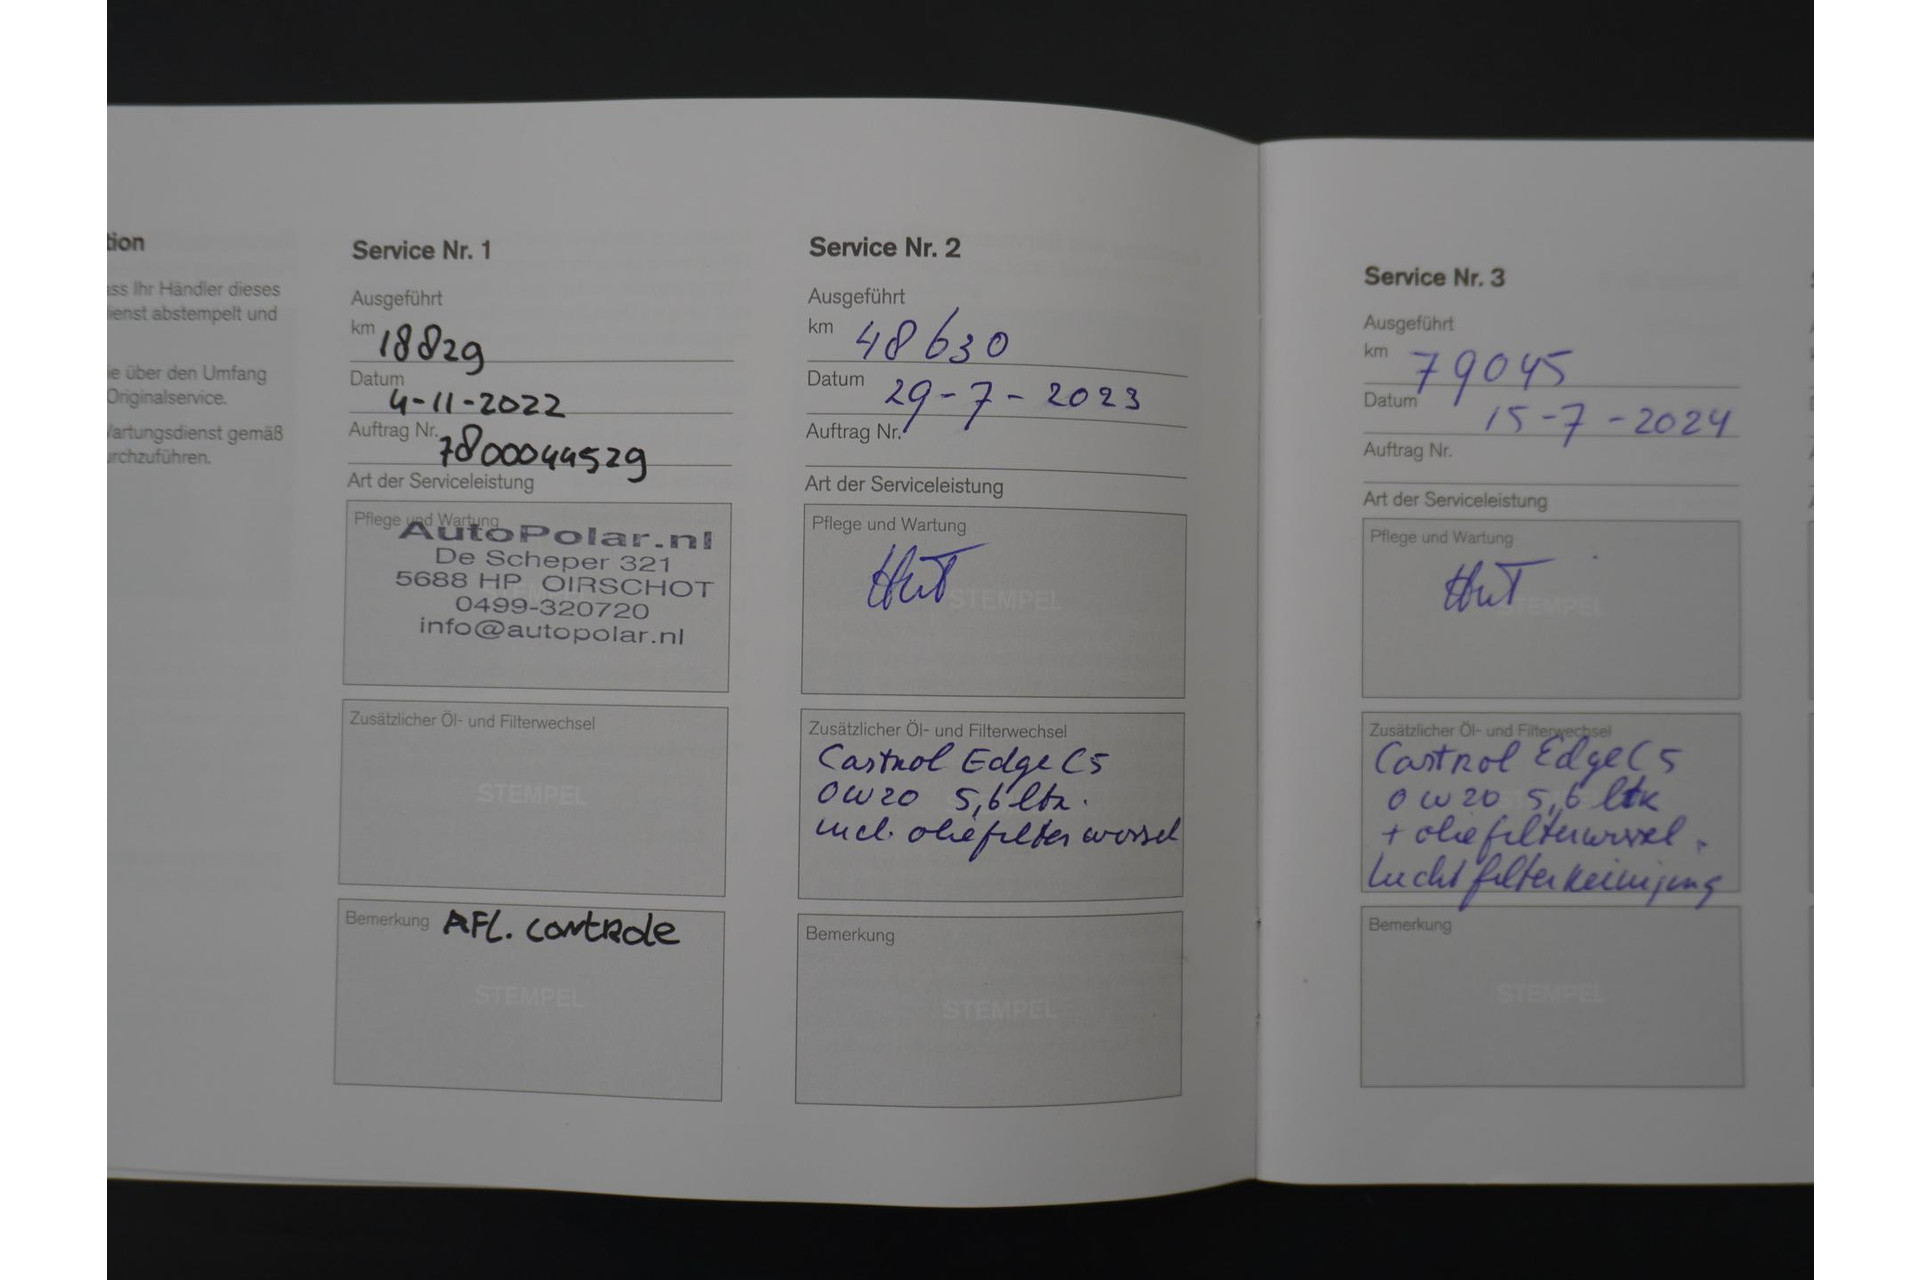 tion
ss Ihr Händler dieses
ienst abstempelt und
e über den Umfang
Originalservice.
Wartungsdienst gemäß
urchzuführen.
Service Nr. 1
Ausgeführt
km 18829
Datum
4-11-2022
Auftrag Nr. 7800044529
Art der Serviceleistung
Pflege und Wartung
AutoPolar.nl
De Scheper 321
5688 HP OIRSCHOT
0499-320720
info@autopolar.nl
Zusätzlicher Öl- und Filterwechsel
STEMPEL
Bemerkung AFL. controle
STEMPEL
Service Nr. 2
Ausgeführt
km 48630
Datum 29-7-2023
Auftrag Nr.
Art der Serviceleistung
Pflege und Wartung
STEMPEL
Zusätzlicher Öl- und Filterwechsel
Castrol Edge C5
0W20 5,6 ltr.
incl. oliefilter wissel
Bemerkung
STEMPEL
Service Nr. 3
Ausgeführt
km 79045
Datum 15-7-2024
Auftrag Nr.
Art der Serviceleistung
Pflege und Wartung
STEMPEL
Zusätzlicher Öl- und Filterwechsel
Castrol Edge C5
0W20 5,6 ltr
+ oliefilterwissel.
luchtfilterreiniging
Bemerkung
STEMPEL